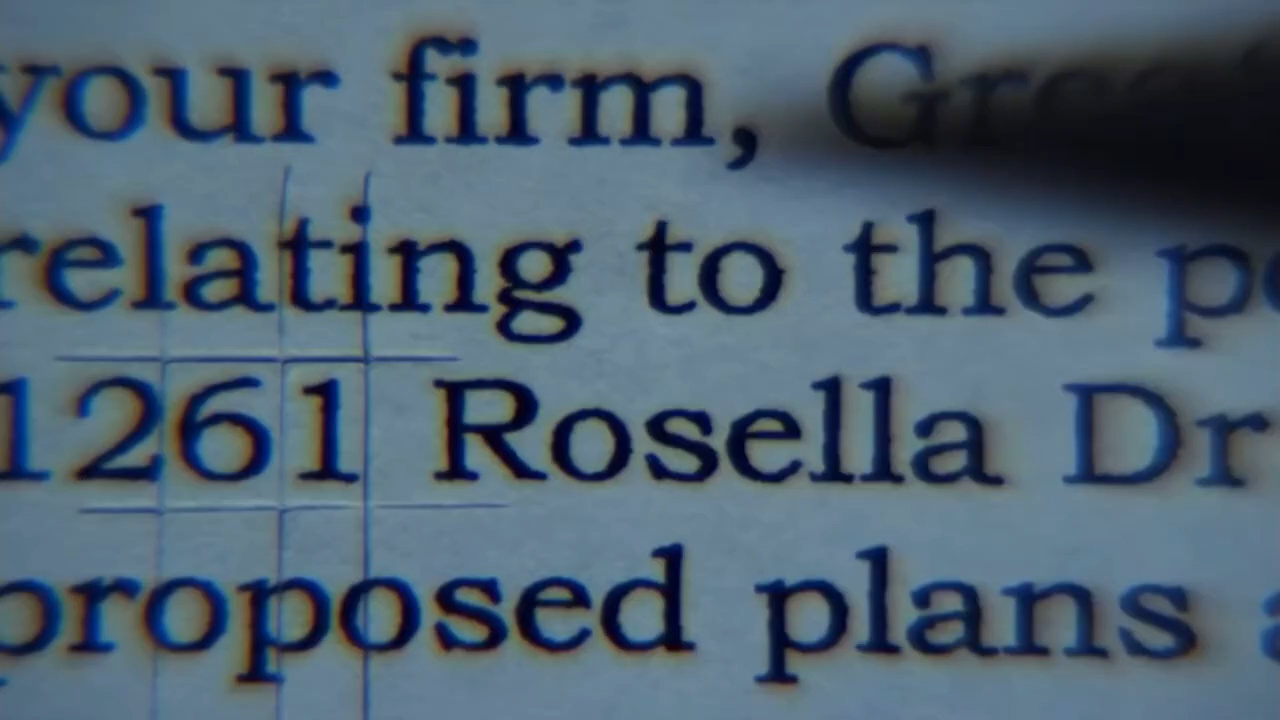 your firm,
relating to the
1261 Rosella Dr
proposed plans